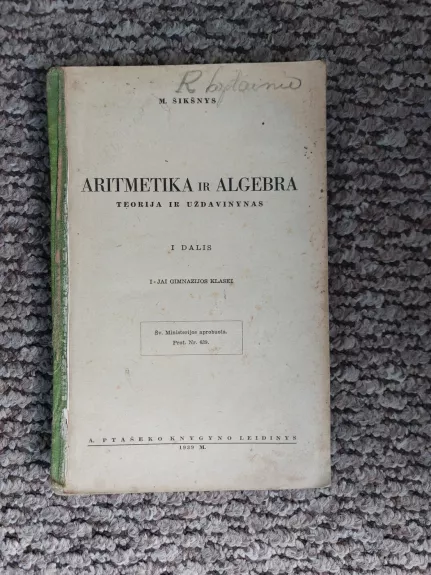 M. ŠIKŠNYS
ARITMETIKA IR ALGEBRA
TEORIJA IR UŽDAVINYNAS
I DALIS
I-JAI GIMNAZIJOS KLASEI
Šv. Ministerijos aprobuota.
Prot. Nr. 459.
A. PTAŠEKO KNYGYNO LEIDINYS
1939 M.